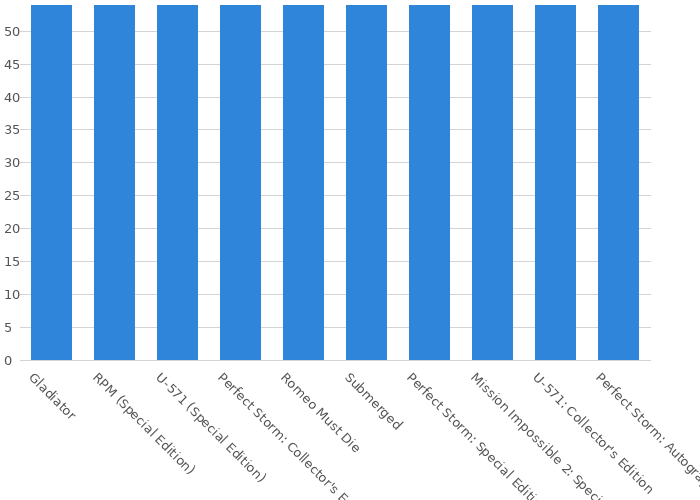 50
45
40
35
30
25
20
15
10
5
0
Gladiator
RPM (Special Edition)
U-571 (Special Edition)
Perfect Storm: Collector's
Romeo Must Die
Submerged
Perfect Storm: Special
Mission Impossible 2:
U-571: Collector's Edition
Perfect Storm: